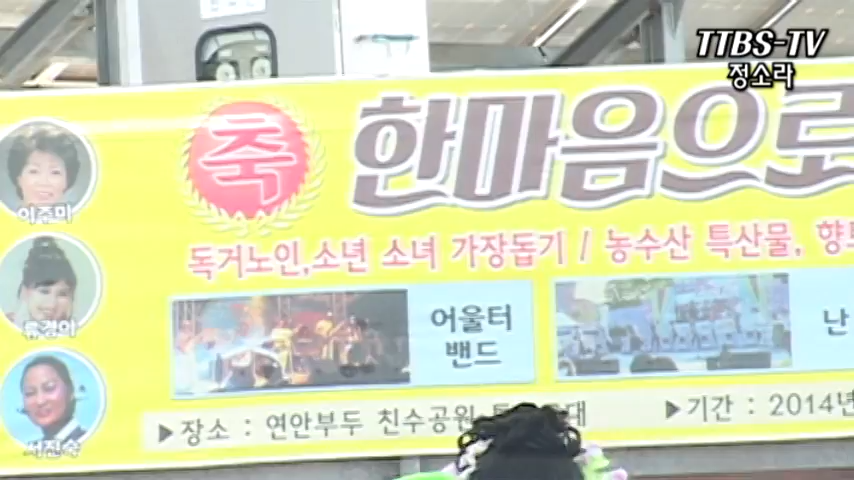 TTBS-TV
정소라
축 한마음으로
이주미
독거노인,소년 소녀 가장돕기 / 농수산 특산물, 향토
어울터
밴드
난
류경이
서진숙
▶장소 : 연안부두 친수공원
▶기간 : 2014년